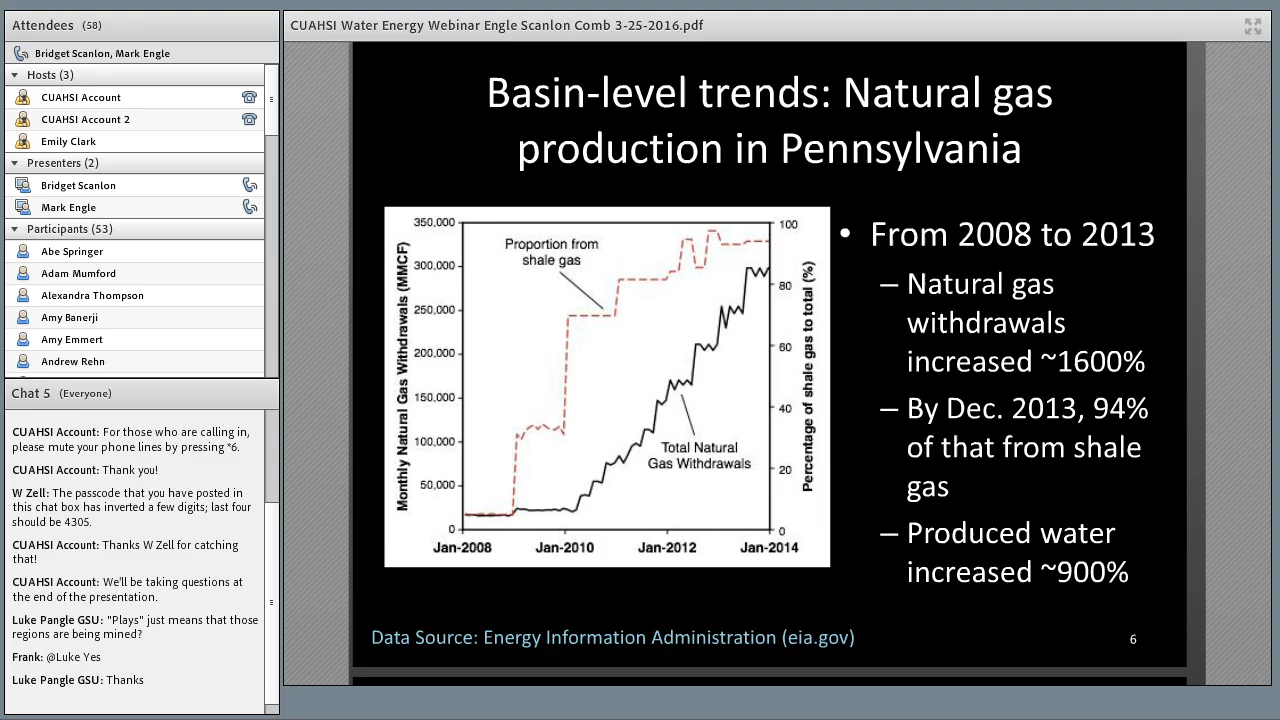 Attendees (58)
Bridget Scanlon, Mark Engle
Hosts (3)
CUAHSI Account
CUAHSI Account 2
Emily Clark
Presenters (2)
Bridget Scanlon
Mark Engle
Participants (53)
Abe Springer
Adam Mumford
Alexandra Thompson
Amy Banerji
Amy Emmert
Andrew Rehn
Chat 5 (Everyone)
CUAHSI Account: For those who are calling in,
please mute your phone lines by pressing *6.
CUAHSI Account: Thank you!
W Zell: The passcode that you have posted in
this chat box has inverted a few digits; last four
should be 4305.
CUAHSI Account: Thanks W Zell for catching
that!
CUAHSI Account: We'll be taking questions at
the end of the presentation.
Luke Pangle GSU: "Plays" just means that those
regions are being mined?
Frank: @Luke Yes
Luke Pangle GSU: Thanks
CUAHSI Water Energy Webinar Engle Scanlon Comb 3-25-2016.pdf
Basin-level trends: Natural gas
production in Pennsylvania
Monthly Natural Gas Withdrawals (MMCF)
350,000
300,000
250,000
200,000
150,000
100,000
50,000
0
Proportion from
shale gas
Total Natural
Gas Withdrawals
100
80
60
40
20
0
Percentage of shale gas to total (%)
Jan-2008 Jan-2010 Jan-2012 Jan-2014
• From 2008 to 2013
– Natural gas
withdrawals
increased ~1600%
– By Dec. 2013, 94%
of that from shale
gas
– Produced water
increased ~900%
Data Source: Energy Information Administration (eia.gov)
6